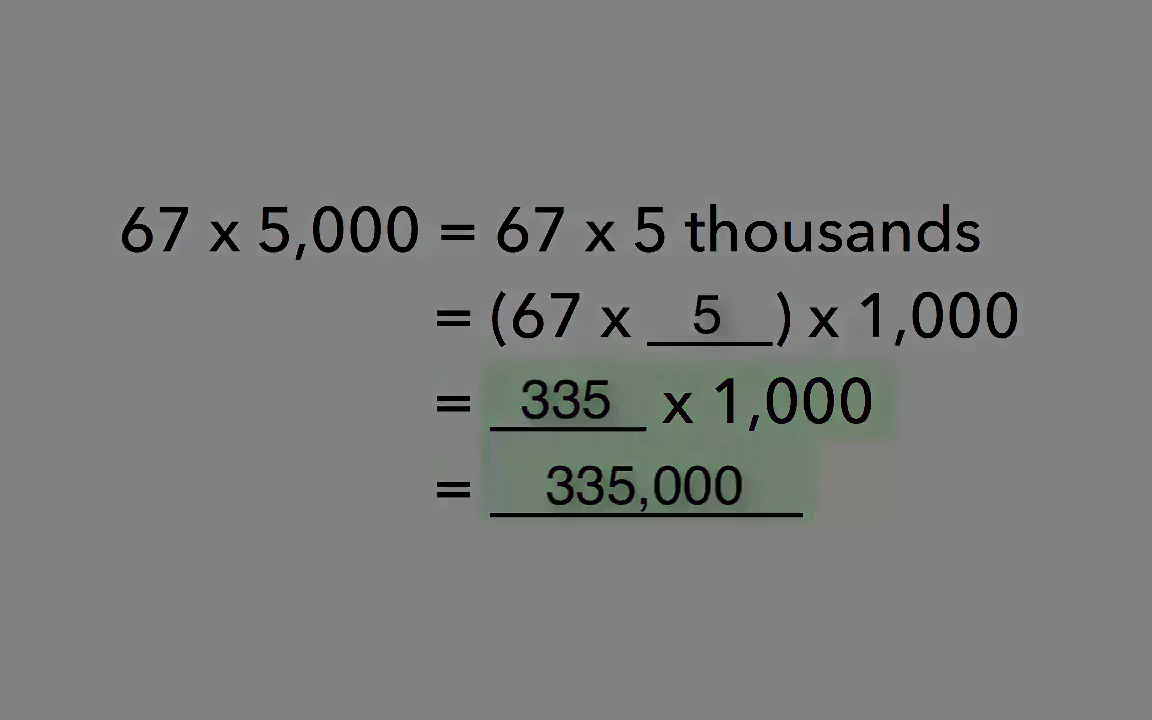 67 x 5,000 = 67 x 5 thousands
= (67 x 5 ) x 1,000
= 335 x 1,000
= 335,000